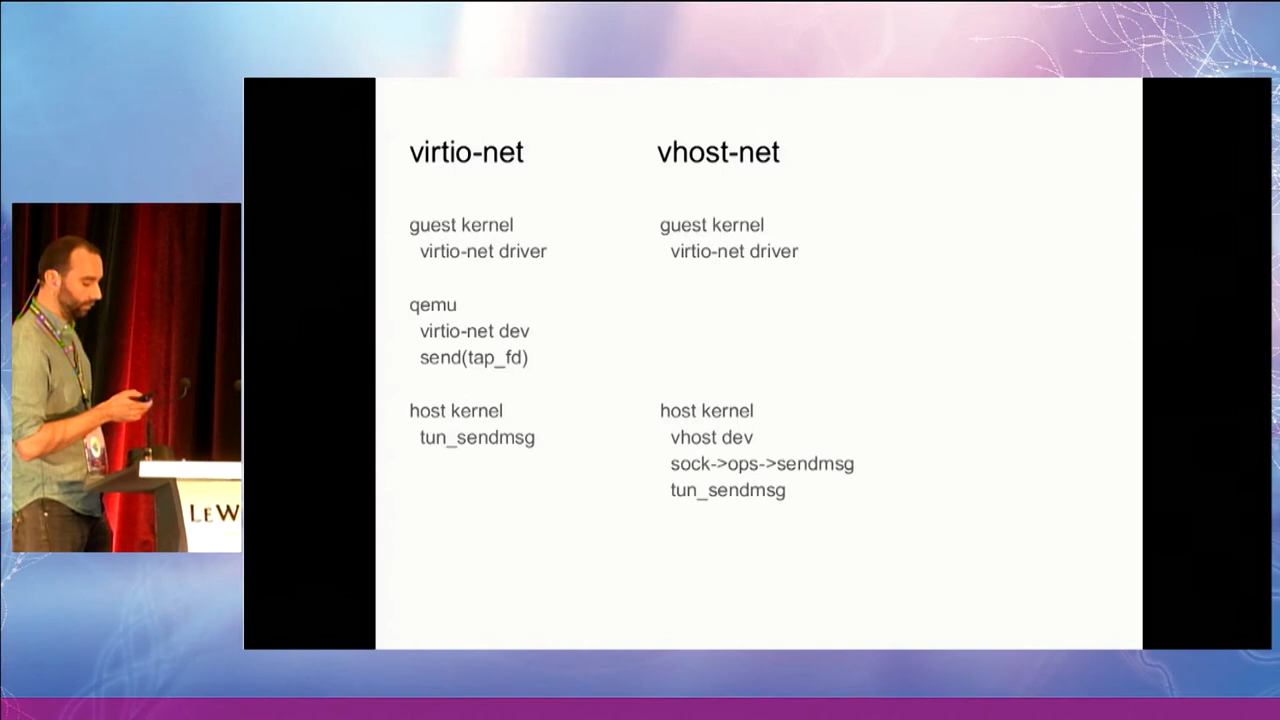 virtio-net
guest kernel
virtio-net driver
qemu
virtio-net dev
send(tap_fd)
host kernel
tun_sendmsg
vhost-net
guest kernel
virtio-net driver
host kernel
vhost dev
sock->ops->sendmsg
tun_sendmsg
LEW